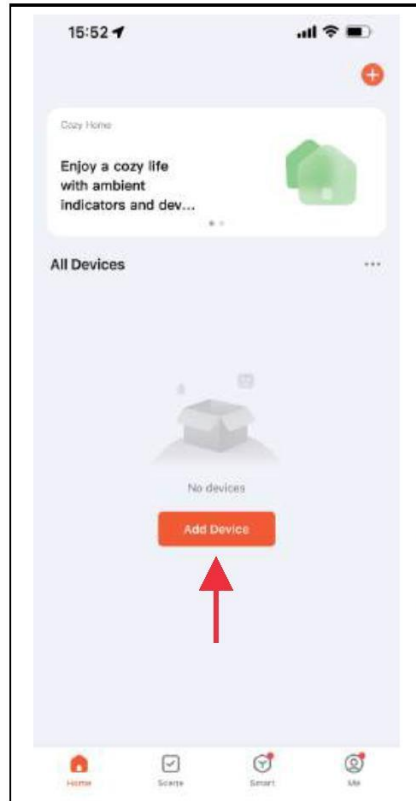 15:52
Cozy Home
Enjoy a cozy life
with ambient
indicators and dev...
All Devices
No devices
Add Device
Home
Scene
Smart
Me